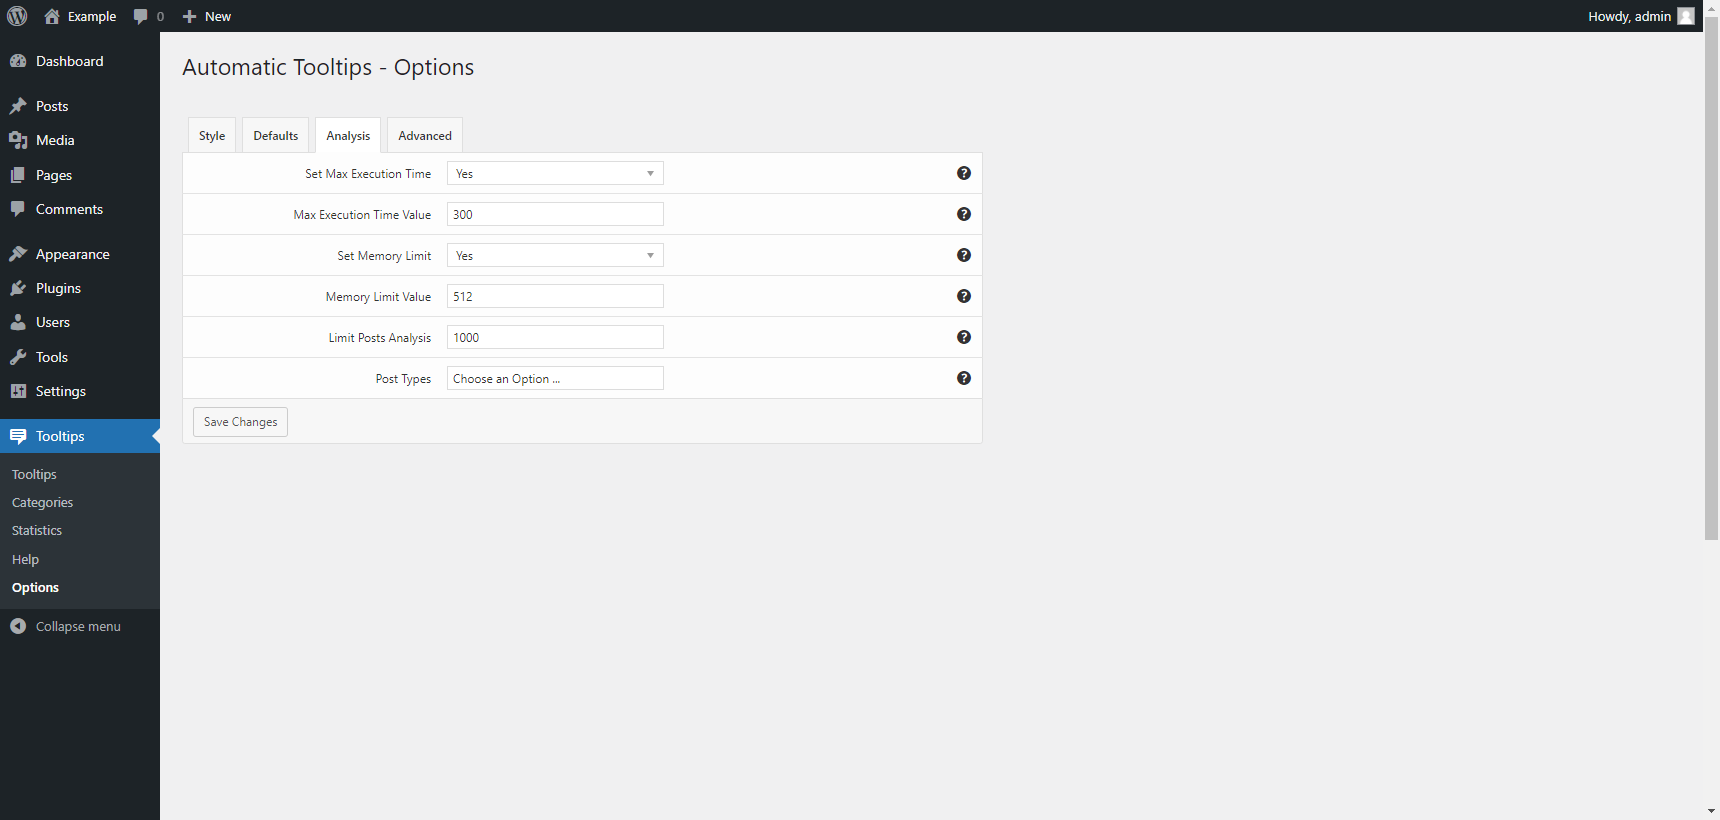 Example
0
New
Howdy, admin
Dashboard
Posts
Media
Pages
Comments
Appearance
Plugins
Users
Tools
Settings
Tooltips
Tooltips
Categories
Statistics
Help
Options
Collapse menu
Automatic Tooltips - Options
Style
Defaults
Analysis
Advanced
Set Max Execution Time Yes
Max Execution Time Value 300
Set Memory Limit Yes
Memory Limit Value 512
Limit Posts Analysis 1000
Post Types Choose an Option ...
Save Changes